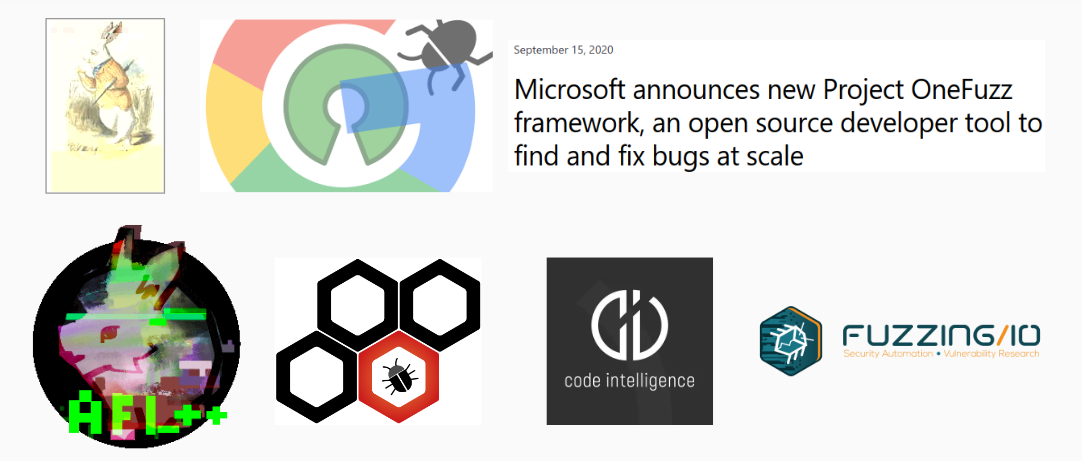 September 15, 2020
Microsoft announces new Project OneFuzz
framework, an open source developer tool to
find and fix bugs at scale
AFL++
code intelligence
FUZZING/IO
Security Automation • Vulnerability Research